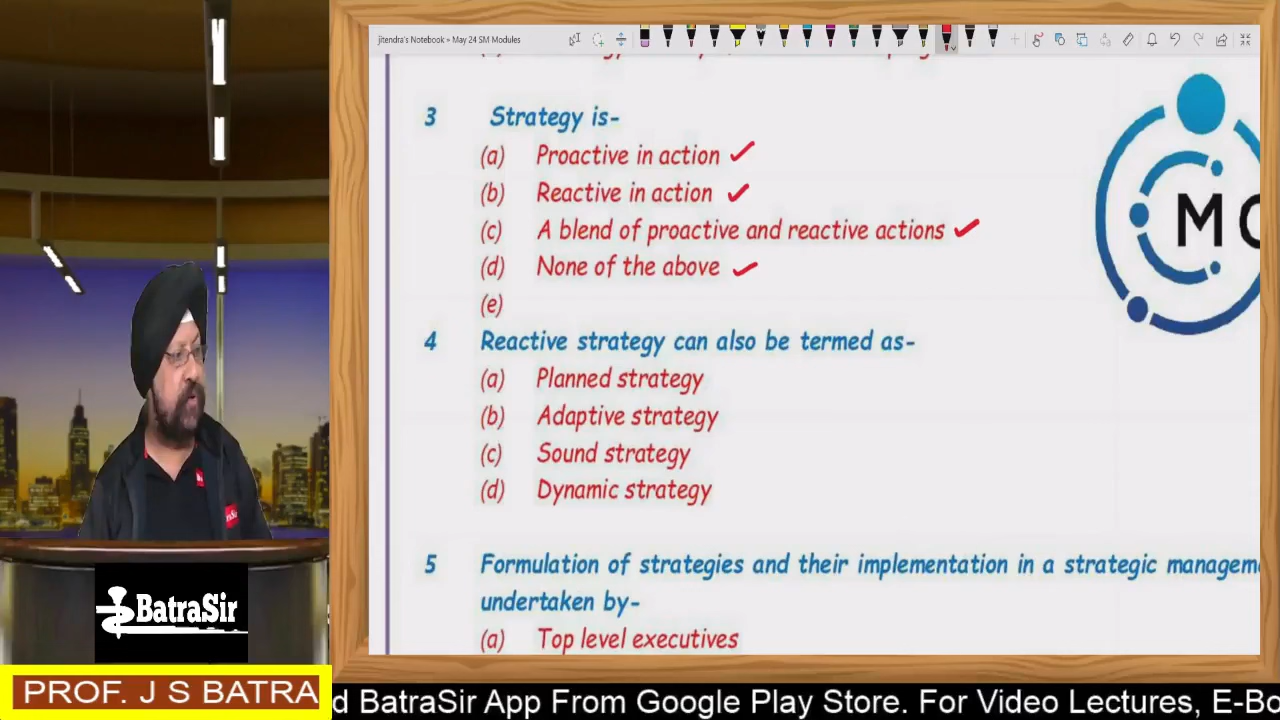 jitendra's Notebook » May 24 SM Modules
3 Strategy is-
(a) Proactive in action
(b) Reactive in action
(c) A blend of proactive and reactive actions
(d) None of the above
(e)
4 Reactive strategy can also be termed as-
(a) Planned strategy
(b) Adaptive strategy
(c) Sound strategy
(d) Dynamic strategy
5 Formulation of strategies and their implementation in a strategic managem
undertaken by-
(a) Top level executives
M
BatraSir
PROF. J S BATRA
d BatraSir App From Google Play Store. For Video Lectures, E-Bo